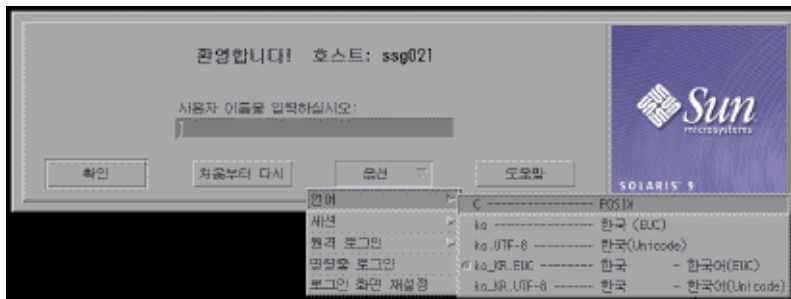 환영합니다! 호스트: ssg021
사용자 이름을 입력하십시오:
확인 처음부터 다시 옵션 도움말
Sun
microsystems
SOLARIS™ 9
언어
세션
원격 로그인
명령줄 로그인
로그인 화면 재설정
C ---------------- POSIX
ko ---------------- 한국 (EUC)
ko.UTF-8 --------- 한국(Unicode)
ko_KR.EUC -------- 한국 - 한국어(EUC)
ko_KR.UTF-8 ------ 한국 - 한국어(Unicode)